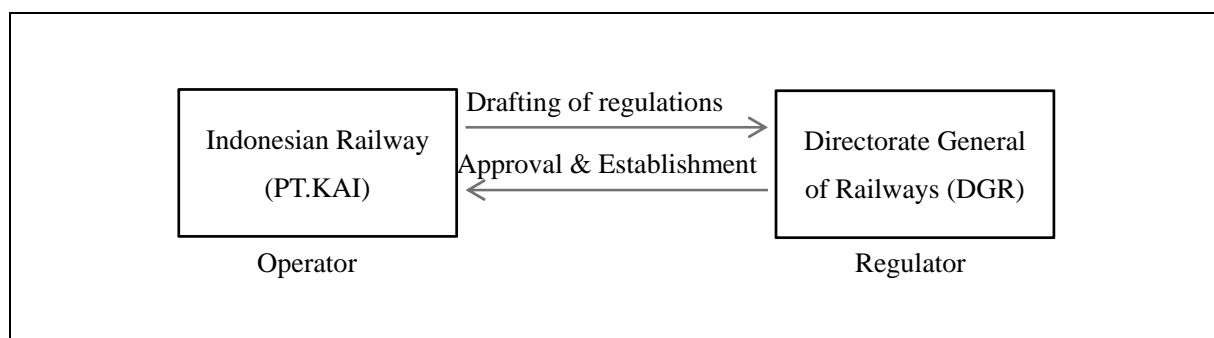 Indonesian Railway
(PT.KAI)
Operator
Drafting of regulations
Approval & Establishment
Directorate General
of Railways (DGR)
Regulator